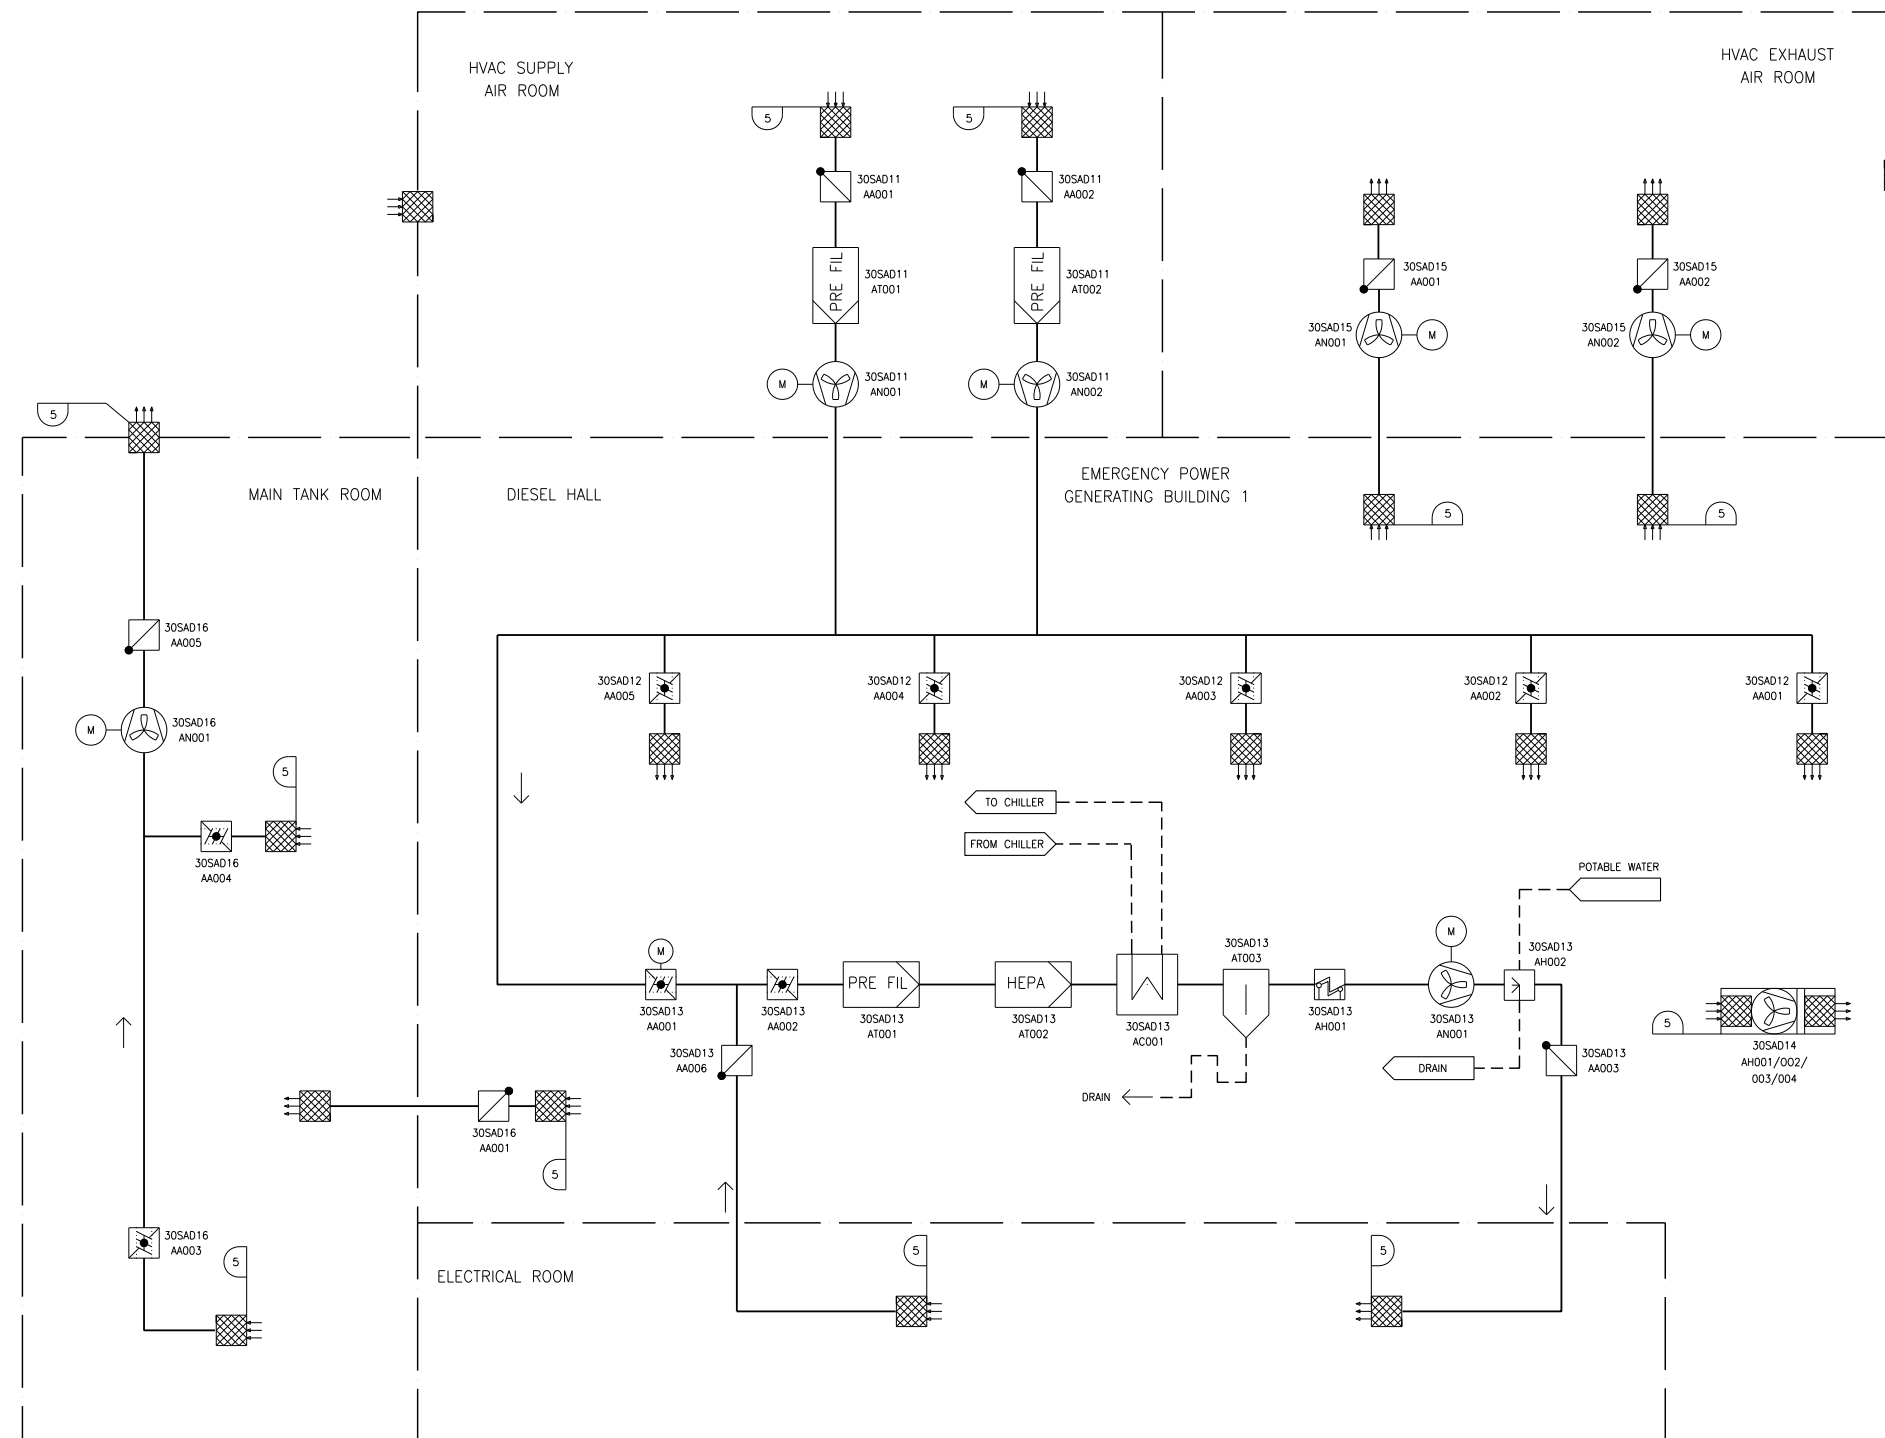 HVAC SUPPLY
AIR ROOM
HVAC EXHAUST
AIR ROOM
5
5
30SAD11
AA001
30SAD11
AA002
PRE FIL
30SAD11
AT001
PRE FIL
30SAD11
AT002
30SAD15
AA001
30SAD15
AA002
30SAD15
AN001
M
30SAD15
AN002
M
M
30SAD11
AN001
M
30SAD11
AN002
5
MAIN TANK ROOM
DIESEL HALL
EMERGENCY POWER
GENERATING BUILDING 1
5
5
30SAD16
AA005
M
30SAD16
AN001
30SAD12
AA005
30SAD12
AA004
30SAD12
AA003
30SAD12
AA002
30SAD12
AA001
5
30SAD16
AA004
TO CHILLER
FROM CHILLER
POTABLE WATER
M
30SAD13
AA001
30SAD13
AA002
PRE FIL
30SAD13
AT001
HEPA
30SAD13
AT002
30SAD13
AC001
30SAD13
AT003
30SAD13
AH001
M
30SAD13
AN001
30SAD13
AH002
5
30SAD14
AH001/002/
003/004
30SAD13
AA006
DRAIN
DRAIN
30SAD13
AA003
30SAD16
AA001
5
30SAD16
AA003
5
ELECTRICAL ROOM
5
5